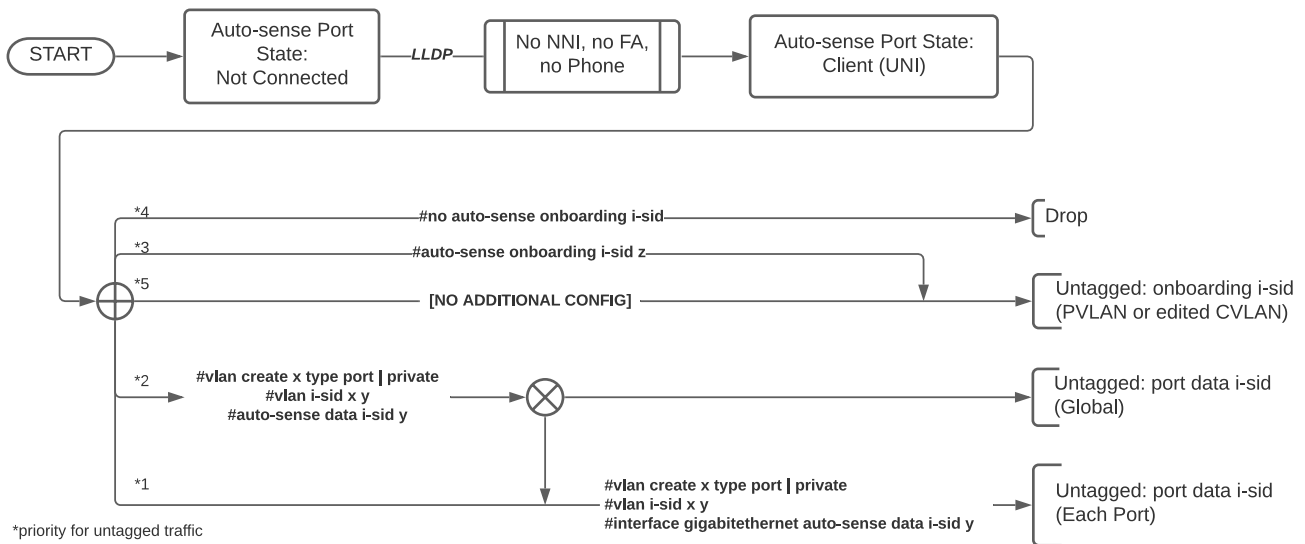 START
Auto-sense Port
State:
Not Connected
LLDP
No NNI, no FA,
no Phone
Auto-sense Port State:
Client (UNI)
*4
#no auto-sense onboarding i-sid
Drop
*3
#auto-sense onboarding i-sid z
*5
[NO ADDITIONAL CONFIG]
Untagged: onboarding i-sid
(PVLAN or edited CVLAN)
*2
#vlan create x type port | private
#vlan i-sid x y
#auto-sense data i-sid y
Untagged: port data i-sid
(Global)
*1
#vlan create x type port | private
#vlan i-sid x y
#interface gigabitethernet auto-sense data i-sid y
Untagged: port data i-sid
(Each Port)
*priority for untagged traffic